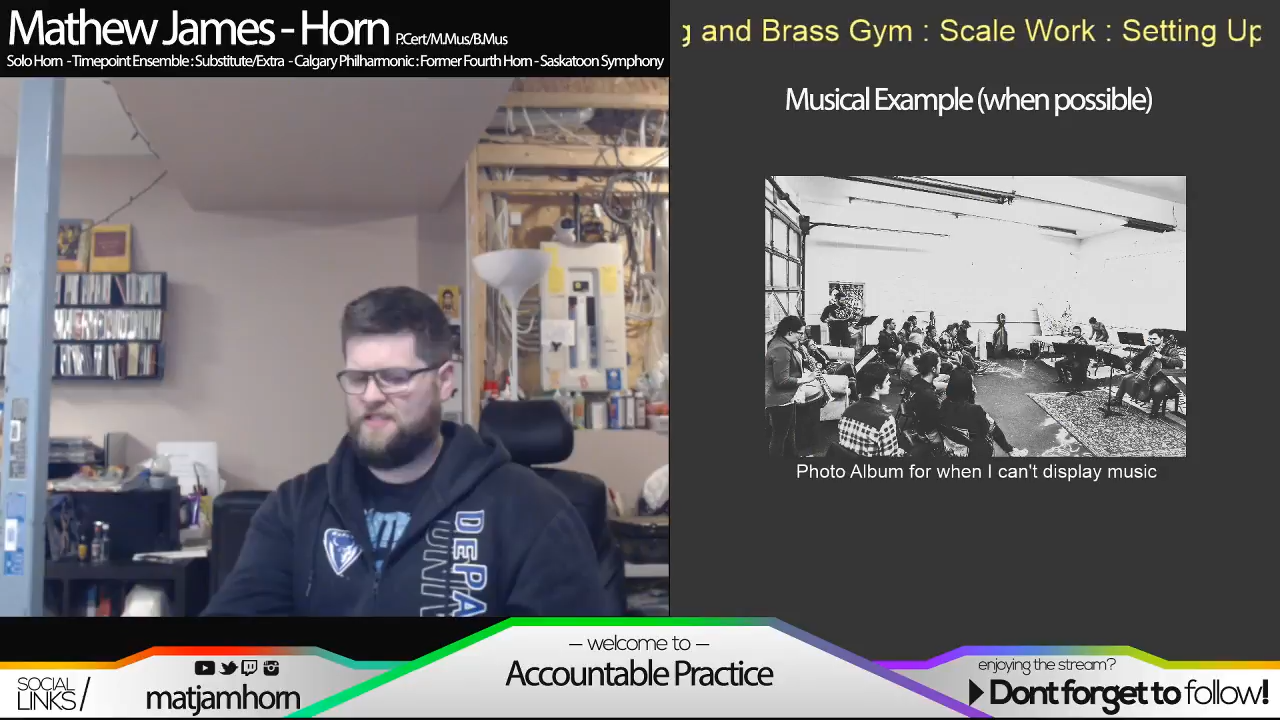 Mathew James - Horn P.Cert/M.Mus/B.Mus
Solo Horn - Timepoint Ensemble : Substitute/Extra - Calgary Philharmonic : Former Fourth Horn - Saskatoon Symphony
g and Brass Gym : Scale Work : Setting Up
Musical Example (when possible)
Photo Album for when I can't display music
DEPA
UNIV
— welcome to —
Accountable Practice
SOCIAL
LINKS /
matjamhorn
enjoying the stream?
Dont forget to follow!